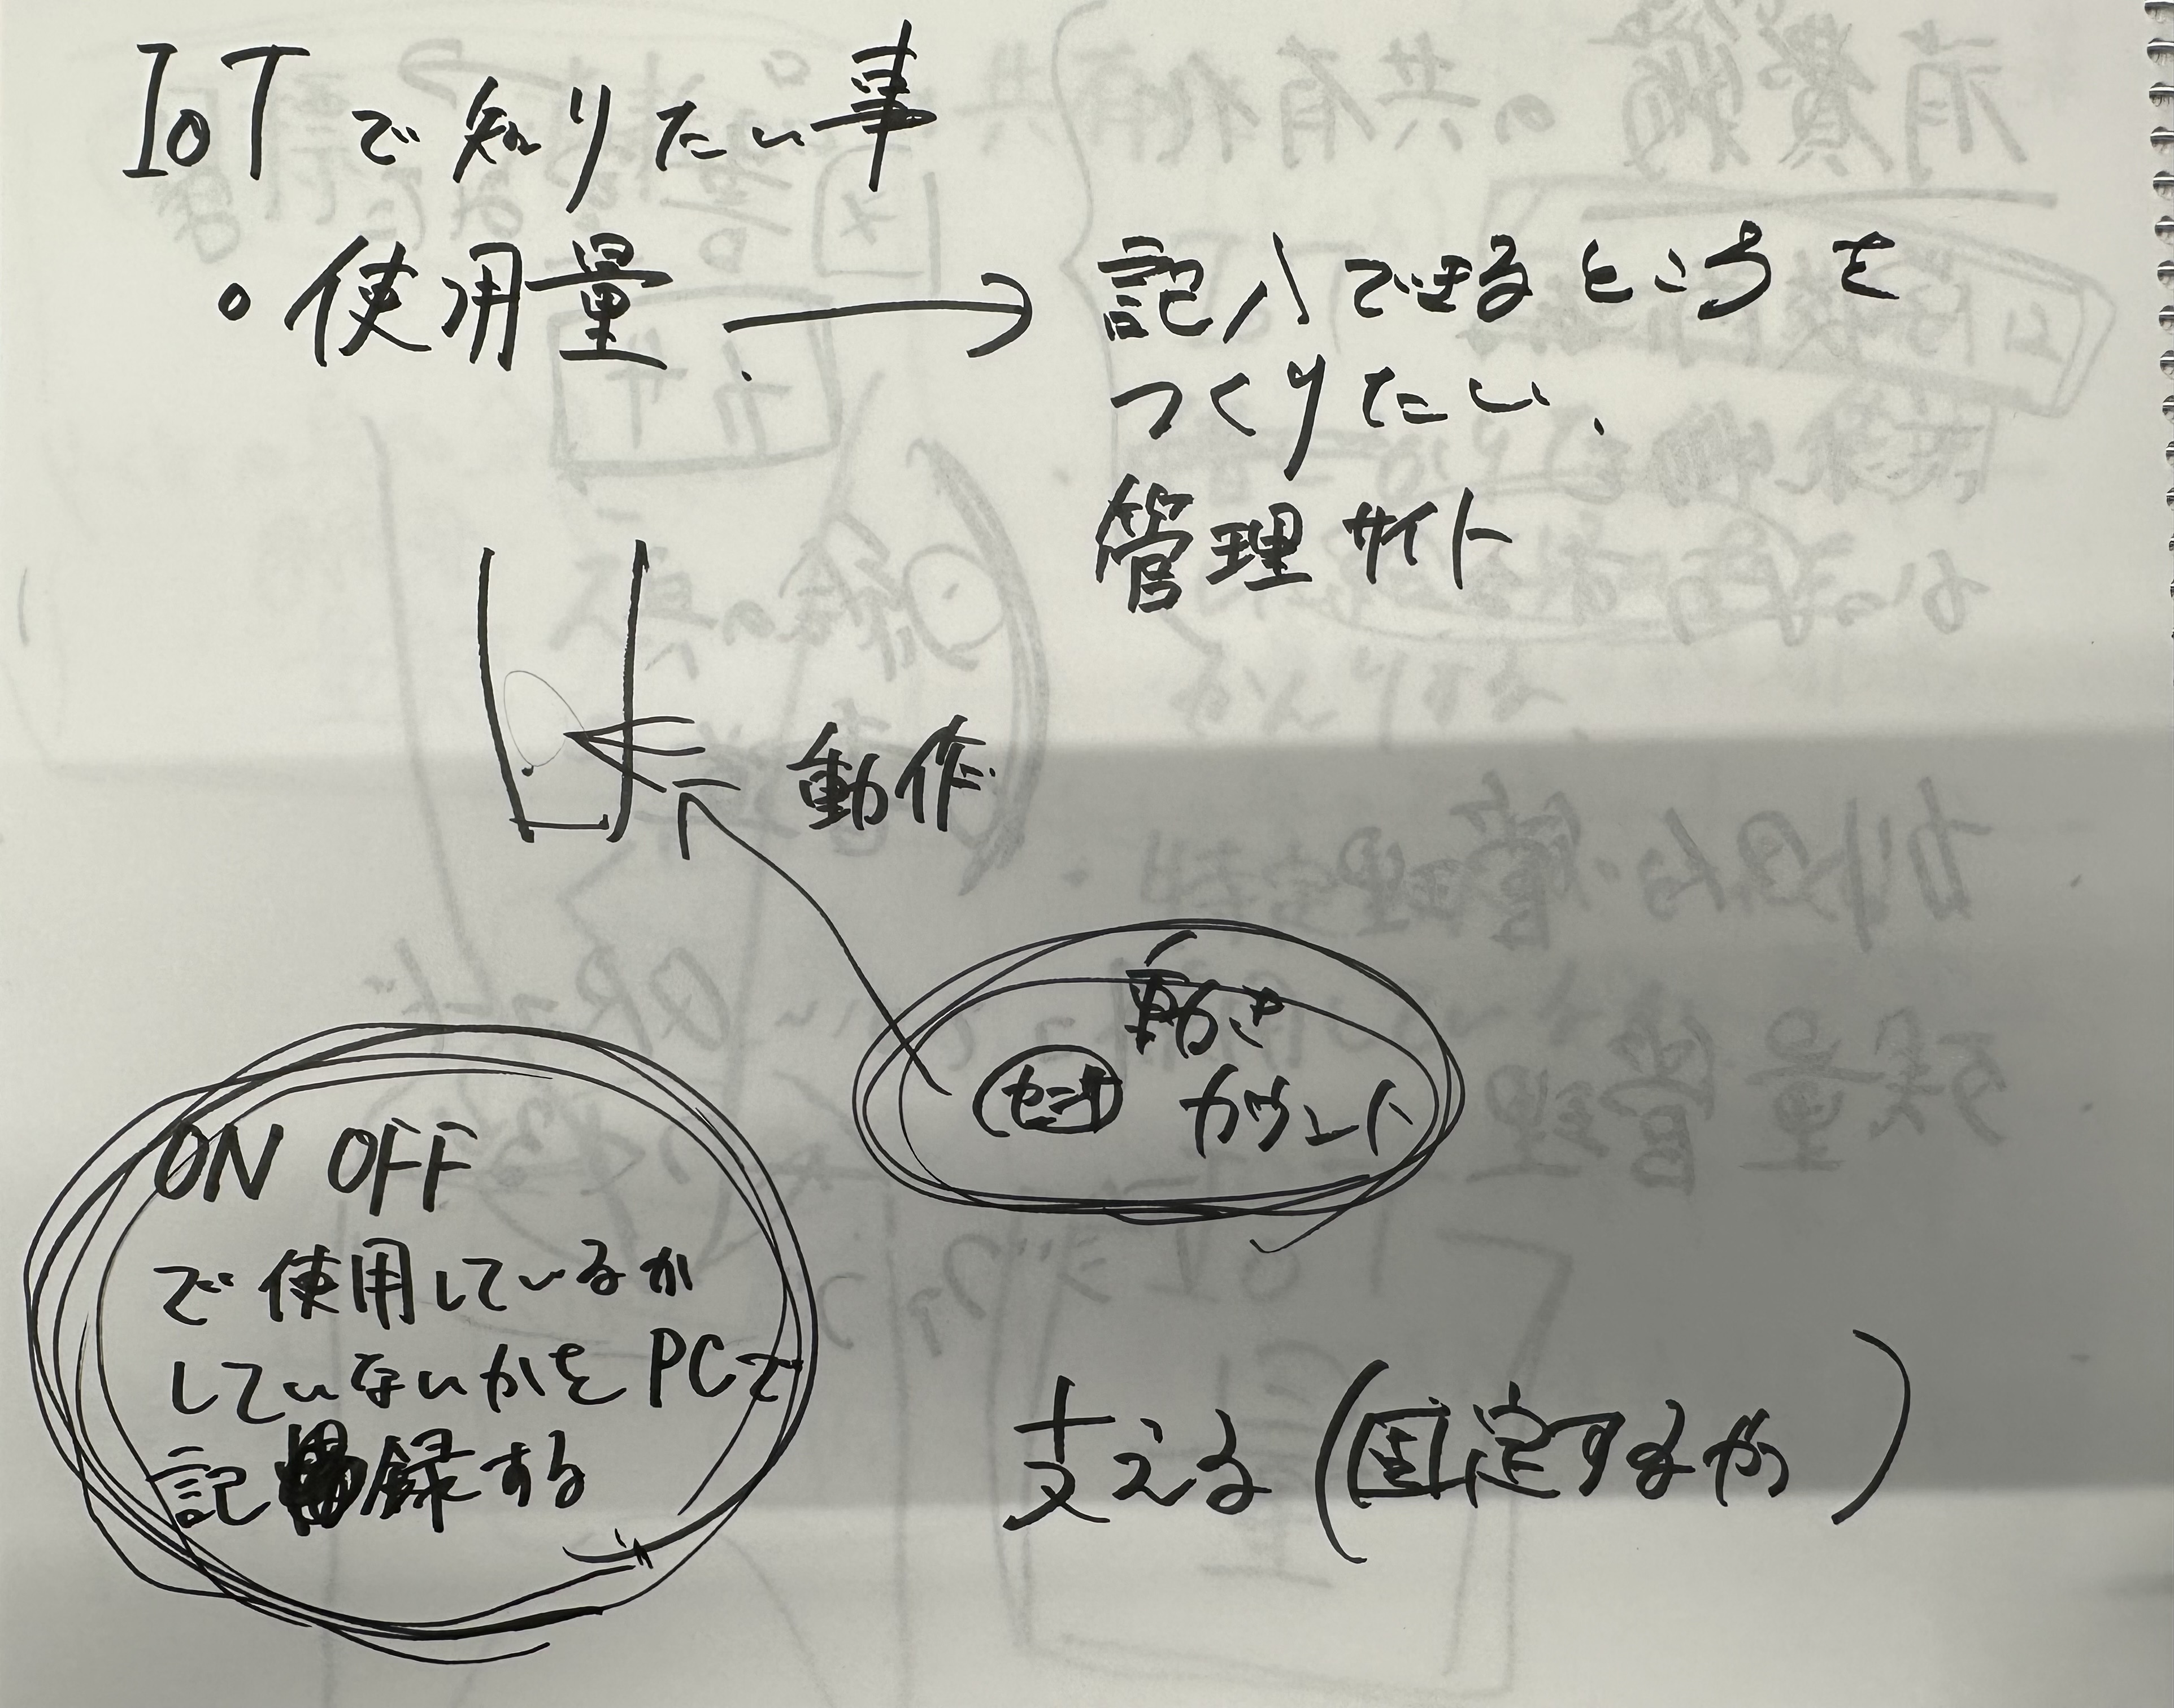 IoTで知りたい事
・使用量 → 記入できるところを
つくりたい.
管理サイト
動作
動き
センサ
カウント
ON OFF
で使用しているか
していないかをPCで
記録する
支える(固定するか)